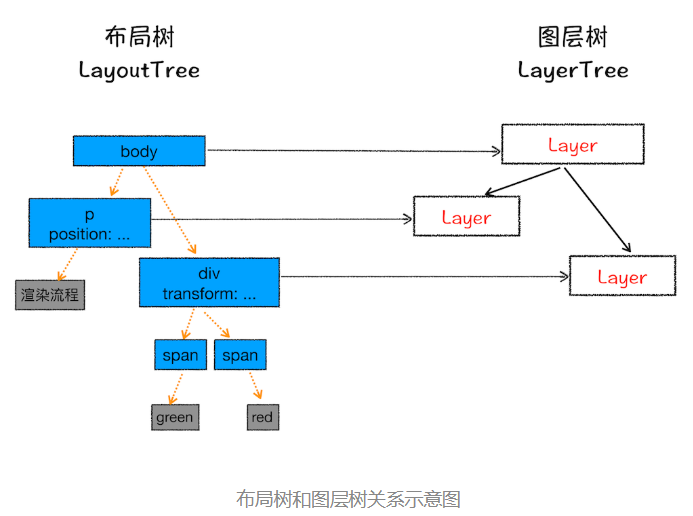 布局树
LayoutTree
图层树
LayerTree
body
Layer
p
position: ...
Layer
div
transform: ...
Layer
渲染流程
span
span
green
red
布局树和图层树关系示意图